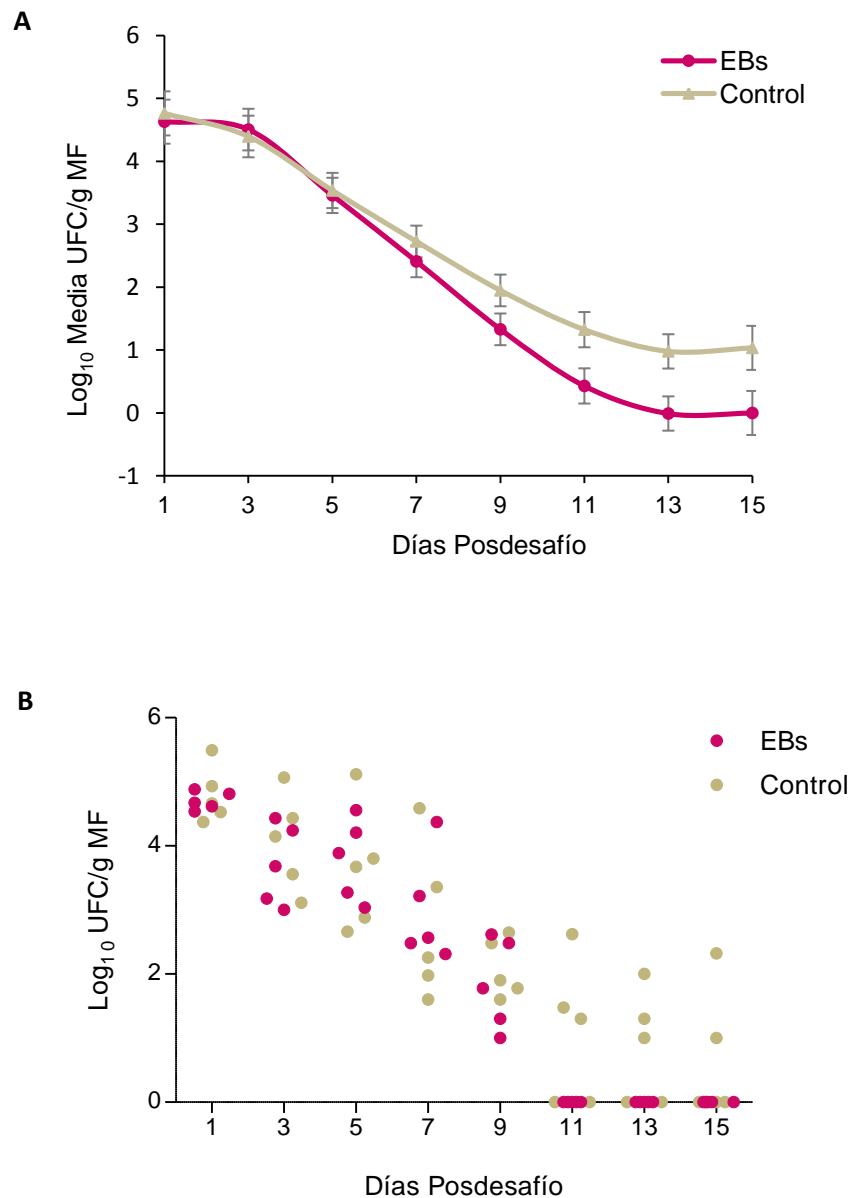 A
6
5
4
3
2
1
0
-1
Log₁₀ Media UFC/g MF
EBs
Control
1 3 5 7 9 11 13 15
Días Posdesafío
B
6
4
2
0
Log₁₀ UFC/g MF
EBs
Control
1 3 5 7 9 11 13 15
Días Posdesafío